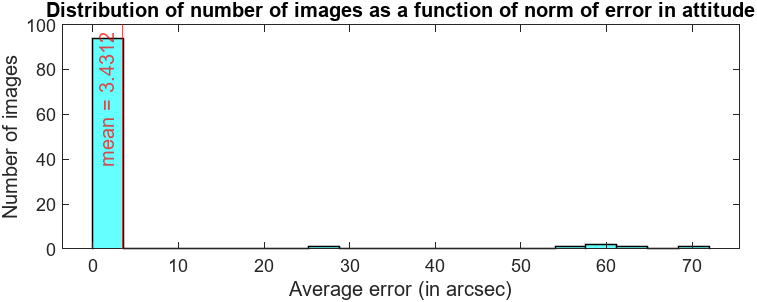 Distribution of number of images as a function of norm of error in attitude
100
80
60
40
20
0
Number of images
mean = 3.4312
0 10 20 30 40 50 60 70
Average error (in arcsec)